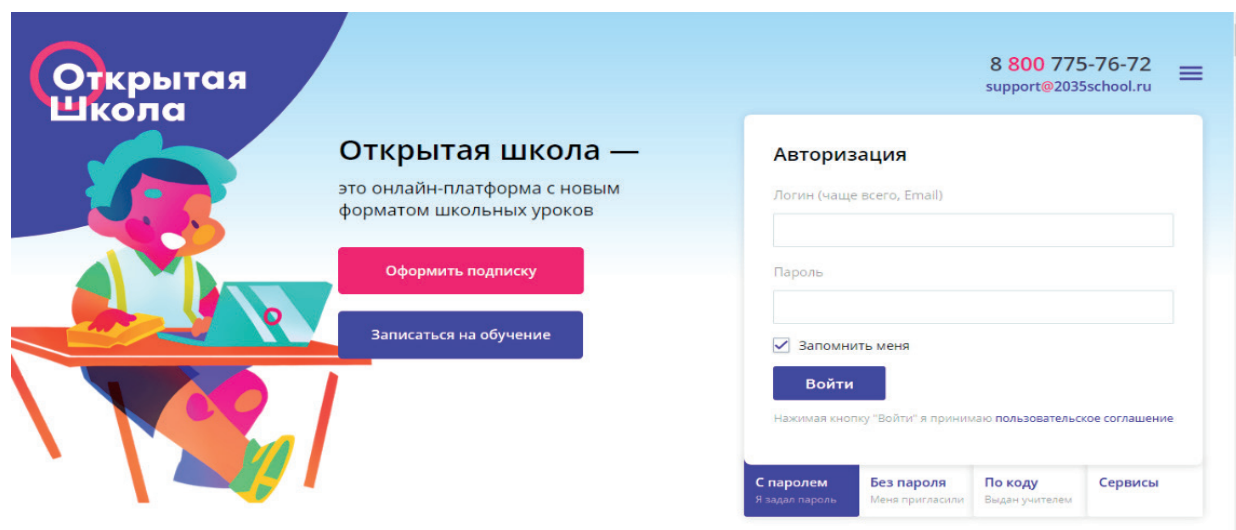 Открытая
Школа
8 800 775-76-72
support@2035school.ru
Открытая школа —
это онлайн-платформа с новым
форматом школьных уроков
Оформить подписку
Записаться на обучение
Авторизация
Логин (чаще всего, Email)
Пароль
Запомнить меня
Войти
Нажимая кнопку "Войти" я принимаю пользовательское соглашение
С паролем
Я задал пароль
Без пароля
Меня пригласили
По коду
Выдан учителем
Сервисы